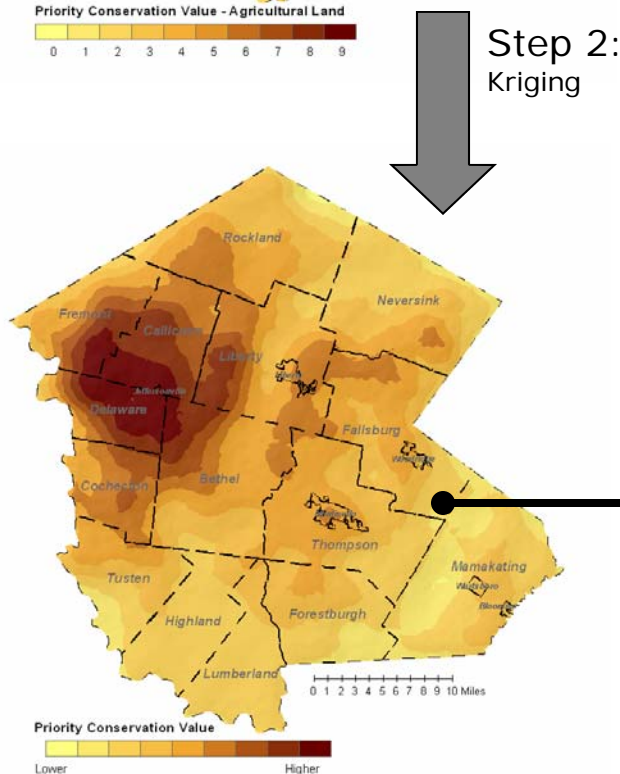 Priority Conservation Value - Agricultural Land
0 1 2 3 4 5 6 7 8 9
Step 2:
Kriging
Rockland
Neversink
Fremont
Callicoon
Liberty
Jeffersonville
Delaware
Fallsburg
Bethel
Cochecton
Thompson
Mamakating
Wurtsboro
Tusten
Highland
Forestburgh
Lumberland
0 1 2 3 4 5 6 7 8 9 10 Miles
Priority Conservation Value
Lower Higher